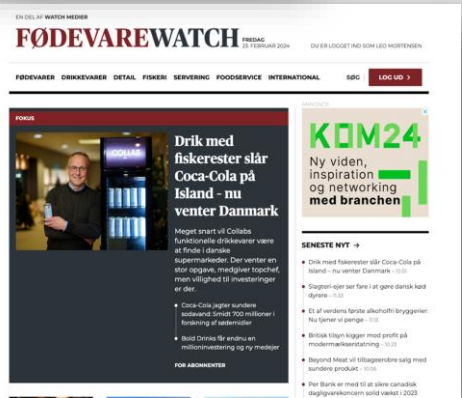 EN DEL AF WATCH MEDIER
FØDEVAREWATCH
FREDAG
23. FEBRUAR 2024
DU ER LOGGET IND SOM LEO MORTENSEN
FØDEVARER DRIKKEVARER DETAIL FISKERI SERVERING FOODSERVICE INTERNATIONAL
SØG
LOG UD >
FOKUS
COLLAB
Drik med
fiskerester slår
Coca-Cola på
Island - nu
venter Danmark
Meget snart vil Collabs
funktionelle drikkevarer være
at finde i danske
supermarkeder. Der venter en
stor opgave, medgiver topchef,
men villighed til investeringer
er der.
• Coca-Cola jagter sundere
sodavand: Smidt 700 millioner i
forskning af sødemidler
• Bold Drinks får endnu en
millioninvestering og ny medejer
FOR ABONNENTER
ANNONCE
KOM24
Ny viden,
inspiration
og networking
med branchen
SENESTE NYT →
• Drik med fiskerester slår Coca-Cola på
Island – nu venter Danmark
• Slagteri-ejer ser fare i at gøre dansk kød
dyrere
• Et af verdens første alkoholfri bryggerier:
Nu tjener vi penge
• Britisk tilsyn kigger mod profit på
modermælkserstatning
• Beyond Meat vil tilbageerobre salg med
sundere produkt
• Per Bank er med til at sikre canadisk
dagligvarekoncern solid vækst i 2023